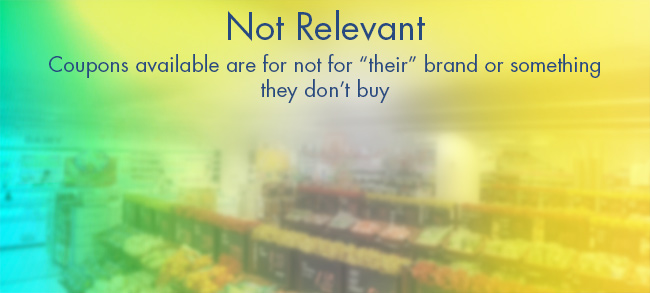 Not Relevant
Coupons available are for not for “their” brand or something
they don’t buy